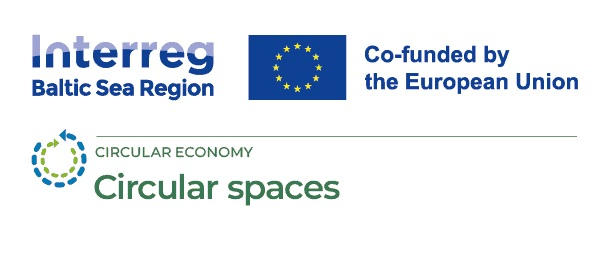 Interreg
Baltic Sea Region
Co-funded by
the European Union
CIRCULAR ECONOMY
Circular spaces